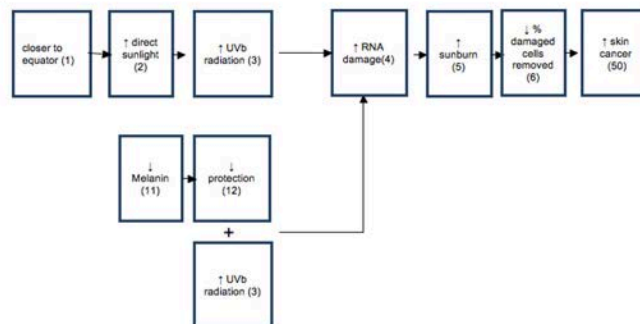 closer to
equator (1)
↑ direct
sunlight
(2)
↑ UVb
radiation (3)
↑ RNA
damage(4)
↑
sunburn
(5)
↓ %
damaged
cells
removed
(6)
↑ skin
cancer
(50)
↓
Melanin
(11)
↓
protection
(12)
+
↑ UVb
radiation (3)